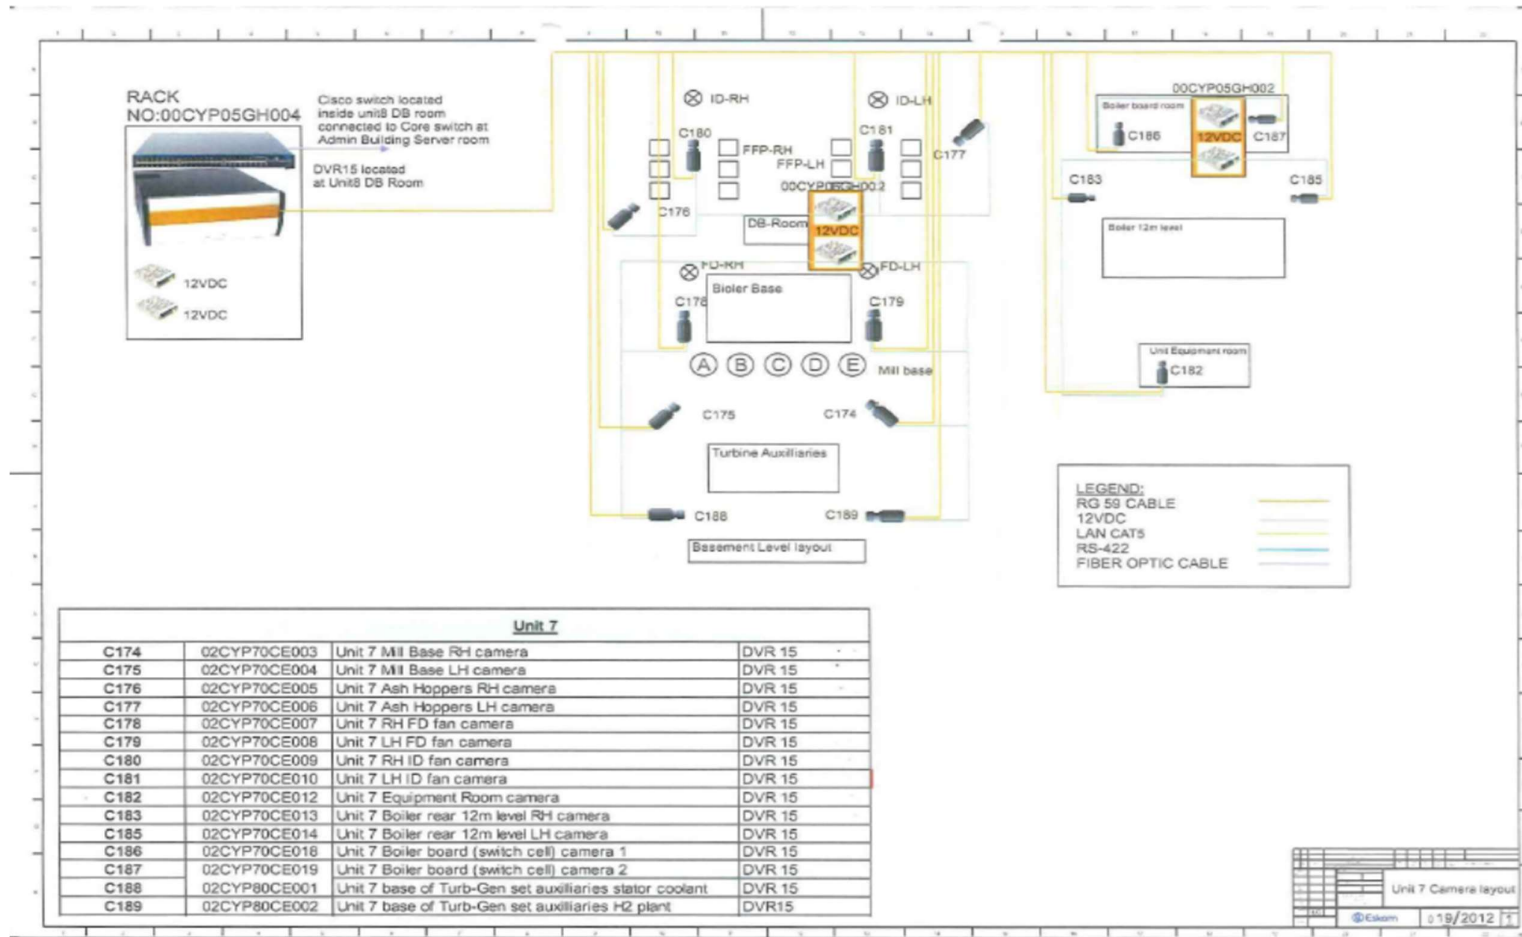 RACK
NO:00CYP05GH004
Cisco switch located
inside unit8 DB room
connected to Core switch at
Admin Building Server room
DVR15 located
at Unit8 DB Room
12VDC
12VDC
ID-RH
ID-LH
C180
C181
C177
FFP-RH
FFP-LH
C176
DB-Room
12VDC
FD-RH
FD-LH
Bioler Base
C178
C179
A B C D E Mill base
C175
C174
Turbine Auxilliaries
C188
C189
Basement Level layout
00CYP05GH002
Boiler board room
C186
12VDC
C187
C183
C185
Boiler 12m level
Unit Equipment room
C182
LEGEND:
RG 59 CABLE
12VDC
LAN CAT5
RS-422
FIBER OPTIC CABLE
Unit 7
C174 02CYP70CE003 Unit 7 Mill Base RH camera DVR 15
C175 02CYP70CE004 Unit 7 Mill Base LH camera DVR 15
C176 02CYP70CE005 Unit 7 Ash Hoppers RH camera DVR 15
C177 02CYP70CE006 Unit 7 Ash Hoppers LH camera DVR 15
C178 02CYP70CE007 Unit 7 RH FD fan camera DVR 15
C179 02CYP70CE008 Unit 7 LH FD fan camera DVR 15
C180 02CYP70CE009 Unit 7 RH ID fan camera DVR 15
C181 02CYP70CE010 Unit 7 LH ID fan camera DVR 15
C182 02CYP70CE012 Unit 7 Equipment Room camera DVR 15
C183 02CYP70CE013 Unit 7 Boiler rear 12m level RH camera DVR 15
C185 02CYP70CE014 Unit 7 Boiler rear 12m level LH camera DVR 15
C186 02CYP70CE018 Unit 7 Boiler board (switch cell) camera 1 DVR 15
C187 02CYP70CE019 Unit 7 Boiler board (switch cell) camera 2 DVR 15
C188 02CYP80CE001 Unit 7 base of Turb-Gen set auxilliaries stator coolant DVR 15
C189 02CYP80CE002 Unit 7 base of Turb-Gen set auxilliaries H2 plant DVR15
Unit 7 Camera layout
Eskom
19/2012
1